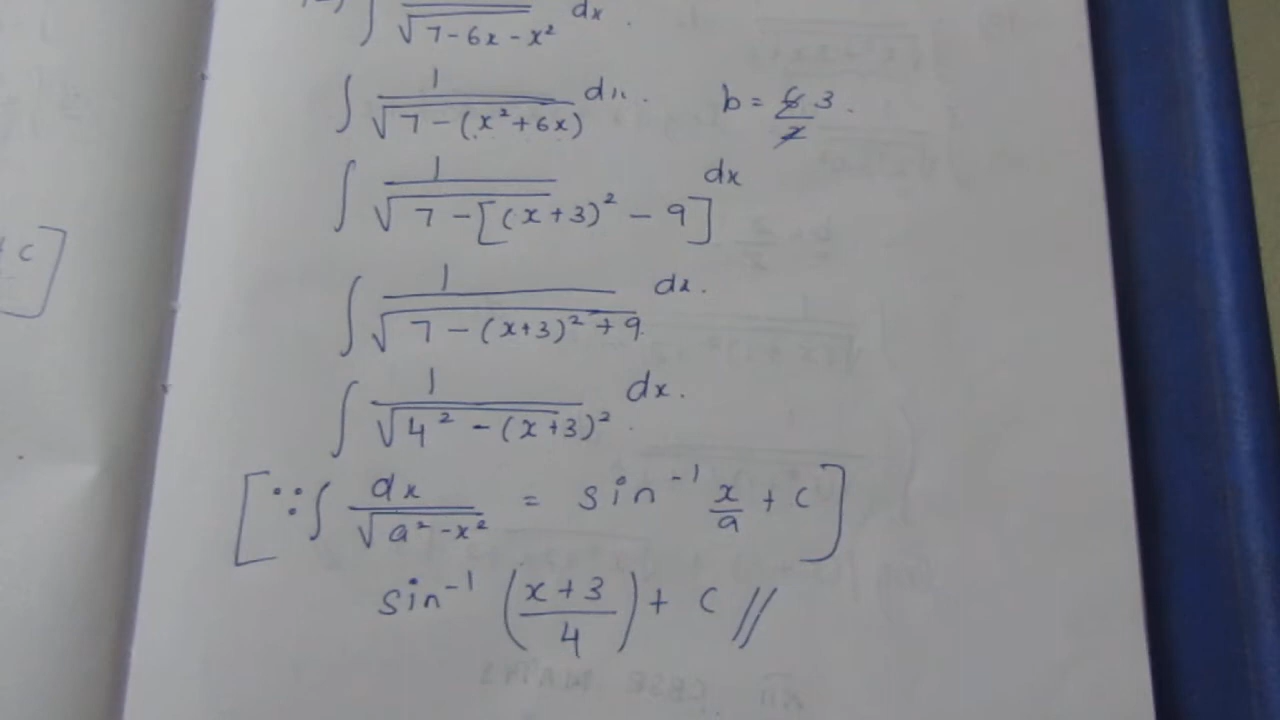 ∫ 1/√(7-6x-x²) dx.
∫ 1/√(7-(x²+6x)) dx. b = 6/2 3.
∫ 1/√(7-[(x+3)²-9]) dx
∫ 1/√(7-(x+3)²+9) dx.
∫ 1/√(4²-(x+3)²) dx.
[∵ ∫ dx/√(a²-x²) = sin⁻¹ x/a + c]
sin⁻¹ ((x+3)/4) + C //
c]